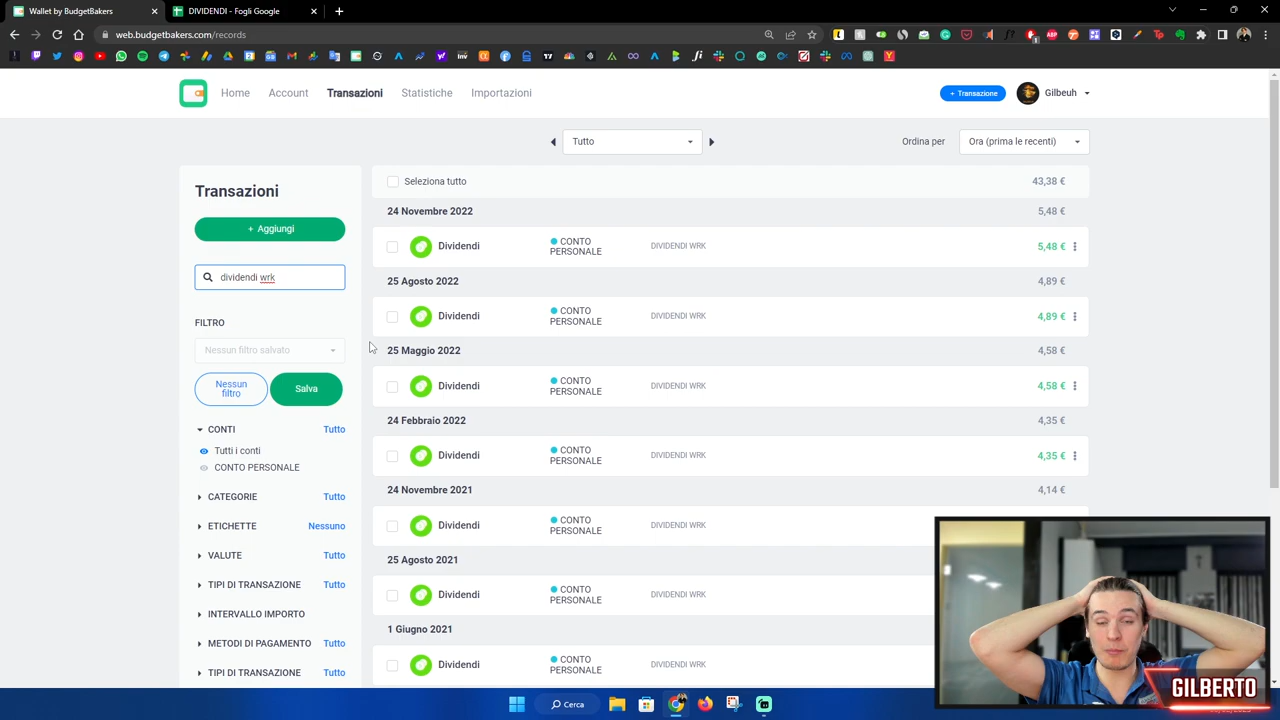 Wallet by BudgetBakers
DIVIDENDI - Fogli Google
web.budgetbakers.com/records
Home
Account
Transazioni
Statistiche
Importazioni
+ Transazione
Gilbeuh
Tutto
Ordina per
Ora (prima le recenti)
Transazioni
+ Aggiungi
dividendi wrk
FILTRO
Nessun filtro salvato
Nessun
filtro
Salva
CONTI
Tutto
Tutti i conti
CONTO PERSONALE
CATEGORIE
Tutto
ETICHETTE
Nessuno
VALUTE
Tutto
TIPI DI TRANSAZIONE
Tutto
INTERVALLO IMPORTO
METODI DI PAGAMENTO
Tutto
TIPI DI TRANSAZIONE
Tutto
Seleziona tutto
43,38 €
24 Novembre 2022
5,48 €
Dividendi
CONTO
PERSONALE
DIVIDENDI WRK
5,48 €
25 Agosto 2022
4,89 €
Dividendi
CONTO
PERSONALE
DIVIDENDI WRK
4,89 €
25 Maggio 2022
4,58 €
Dividendi
CONTO
PERSONALE
DIVIDENDI WRK
4,58 €
24 Febbraio 2022
4,35 €
Dividendi
CONTO
PERSONALE
DIVIDENDI WRK
4,35 €
24 Novembre 2021
4,14 €
Dividendi
CONTO
PERSONALE
DIVIDENDI WRK
25 Agosto 2021
Dividendi
CONTO
PERSONALE
DIVIDENDI WRK
1 Giugno 2021
Dividendi
CONTO
PERSONALE
DIVIDENDI WRK
GILBERTO
Cerca